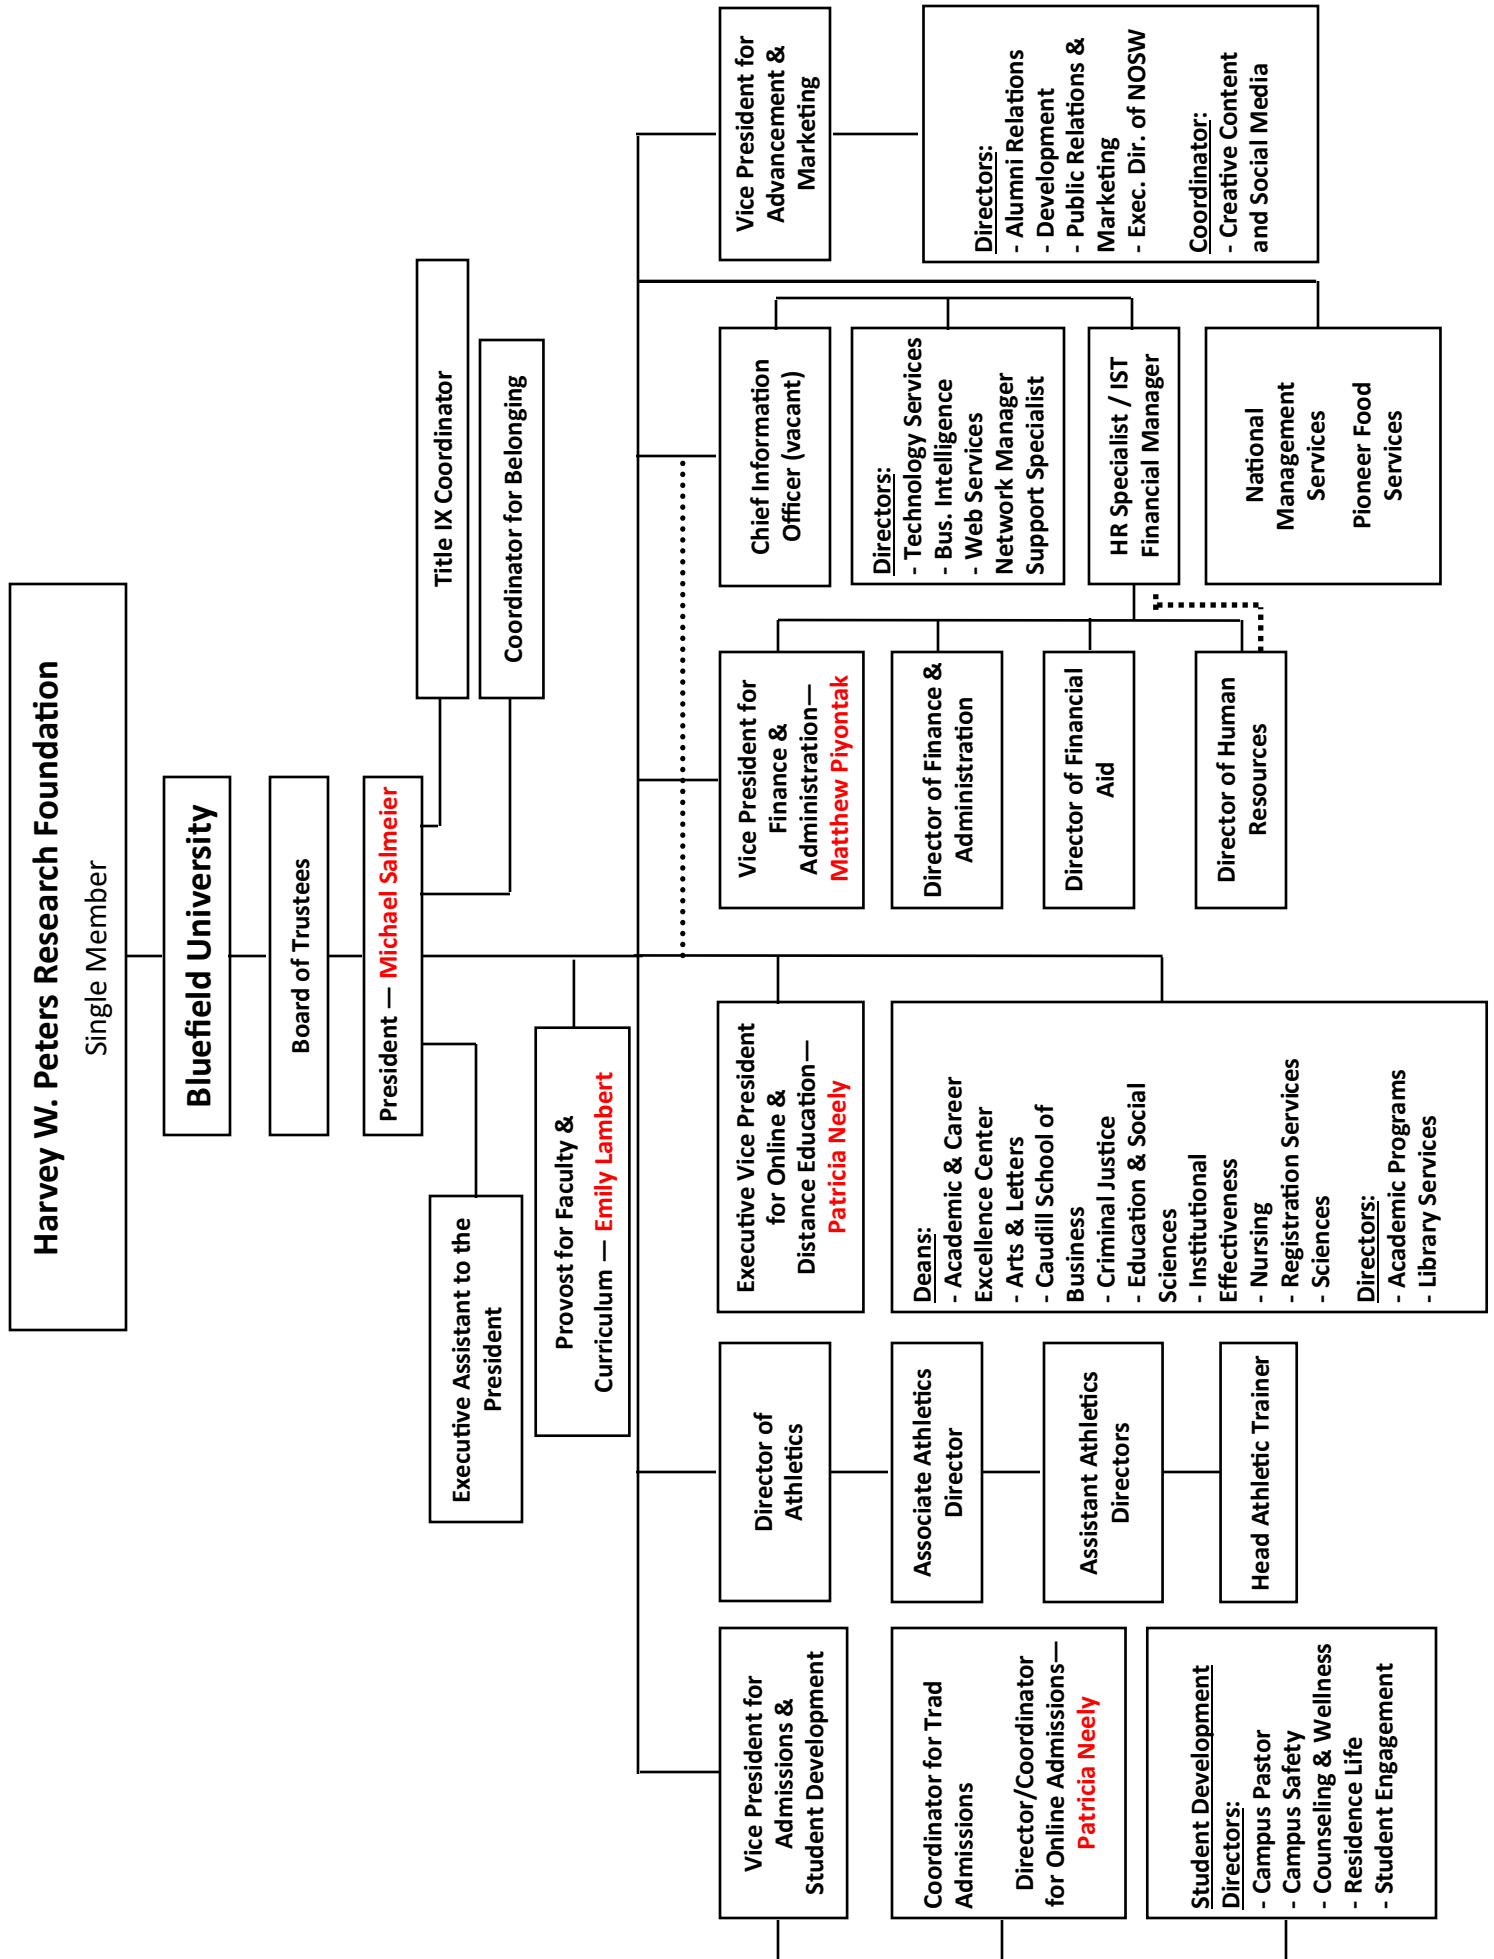 Harvey W. Peters Research Foundation
Single Member
Bluefield University
Board of Trustees
President — Michael Salmeier
Title IX Coordinator
Coordinator for Belonging
Executive Assistant to the
President
Provost for Faculty &
Curriculum — Emily Lambert
Vice President for
Admissions &
Student Development
Coordinator for Trad
Admissions
Director/Coordinator
for Online Admissions—
Patricia Neely
Student Development
Directors:
- Campus Pastor
- Campus Safety
- Counseling & Wellness
- Residence Life
- Student Engagement
Director of
Athletics
Associate Athletics
Director
Assistant Athletics
Directors
Head Athletic Trainer
Executive Vice President
for Online &
Distance Education—
Patricia Neely
Deans:
- Academic & Career
Excellence Center
- Arts & Letters
- Caudill School of
Business
- Criminal Justice
- Education & Social
Sciences
- Institutional
Effectiveness
- Nursing
- Registration Services
- Sciences
Directors:
- Academic Programs
- Library Services
Vice President for
Finance &
Administration—
Matthew Piyontak
Director of Finance &
Administration
Director of Financial
Aid
Director of Human
Resources
Chief Information
Officer (vacant)
Directors:
- Technology Services
- Bus. Intelligence
- Web Services
Network Manager
Support Specialist
HR Specialist / IST
Financial Manager
National
Management
Services
Pioneer Food
Services
Vice President for
Advancement &
Marketing
Directors:
- Alumni Relations
- Development
- Public Relations &
Marketing
- Exec. Dir. of NOSW
Coordinator:
- Creative Content
and Social Media